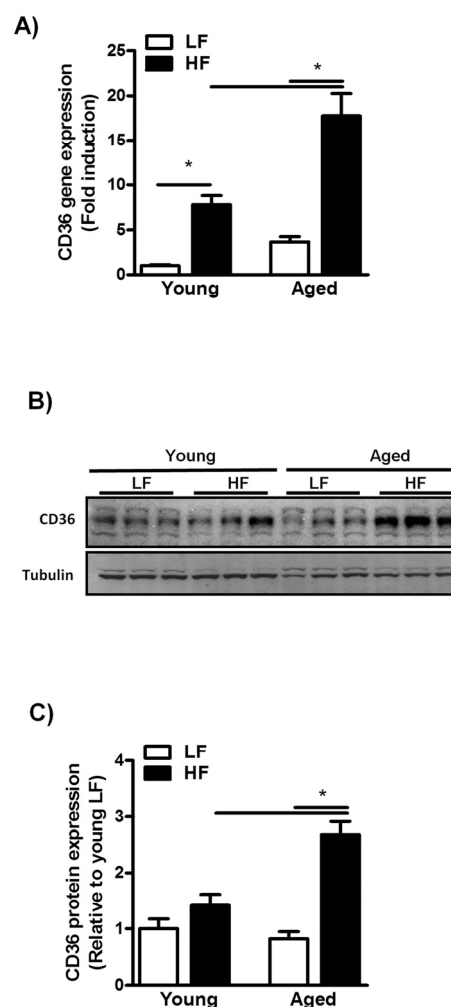 A)
LF
HF
CD36 gene expression
(Fold induction)
25
20
15
10
5
0
*
*
Young Aged
B)
Young Aged
LF HF LF HF
CD36
Tubulin
C)
LF
HF
CD36 protein expression
(Relative to young LF)
4
3
2
1
0
*
Young Aged